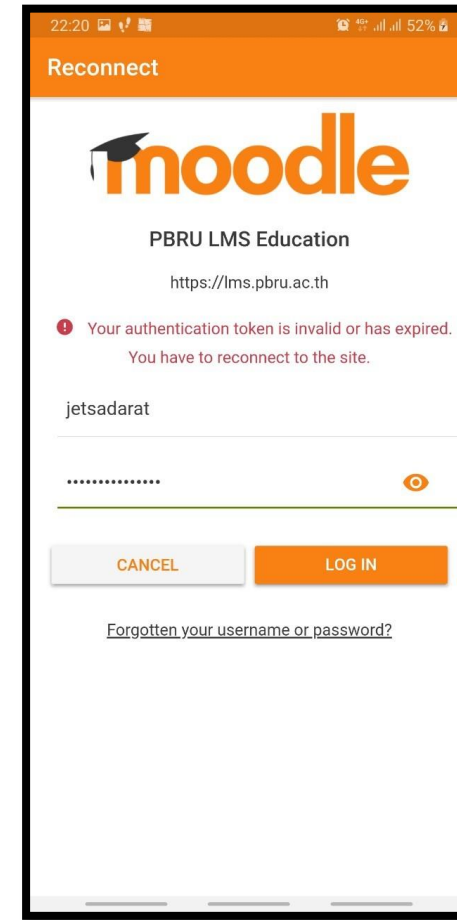 22:20 4G+ 52%
Reconnect
moodle
PBRU LMS Education
https://lms.pbru.ac.th
Your authentication token is invalid or has expired.
You have to reconnect to the site.
jetsadarat
•••••••••••••••
CANCEL LOG IN
Forgotten your username or password?